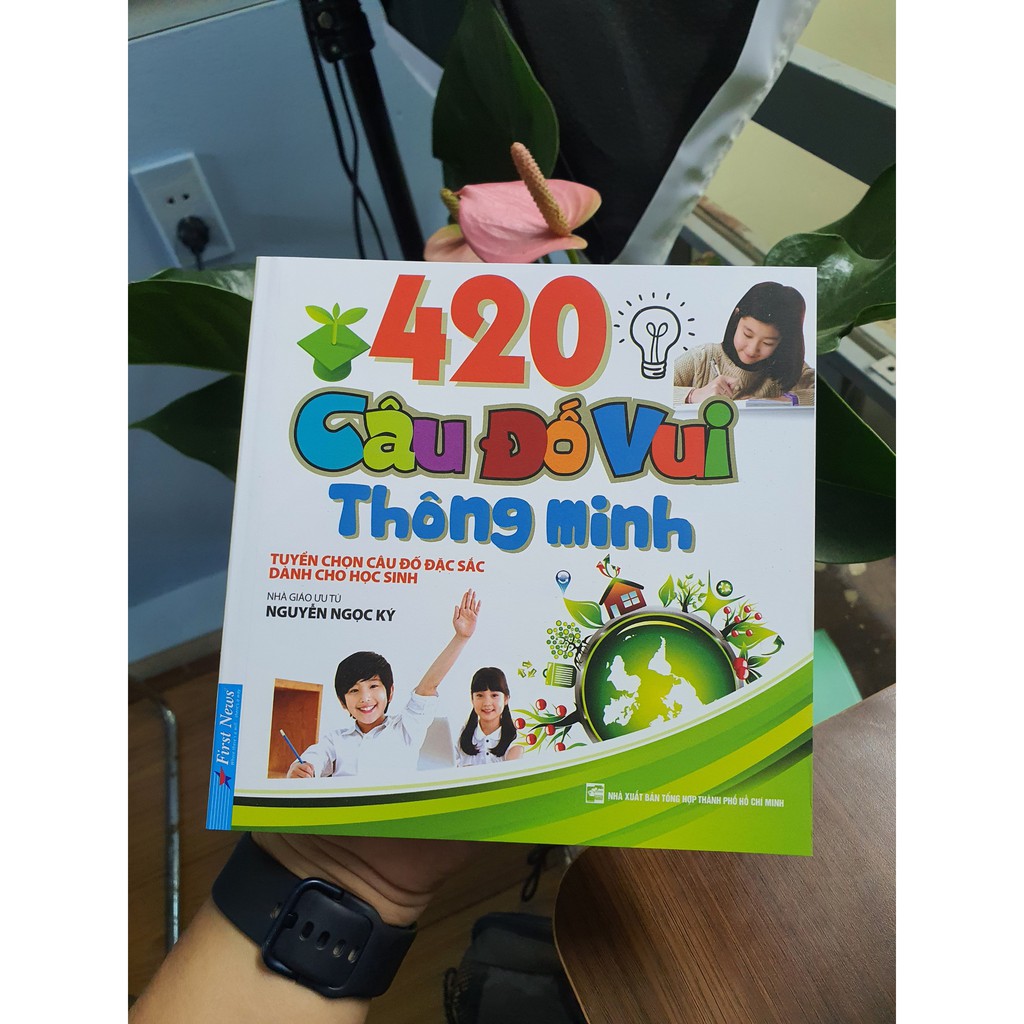 420
Câu Đố Vui
Thông minh
TUYỂN CHỌN CÂU ĐỐ ĐẶC SẮC
DÀNH CHO HỌC SINH
NHÀ GIÁO ƯU TÚ
NGUYỄN NGỌC KÝ
First News
NHÀ XUẤT BẢN TỔNG HỢP THÀNH PHỐ HỒ CHÍ MINH